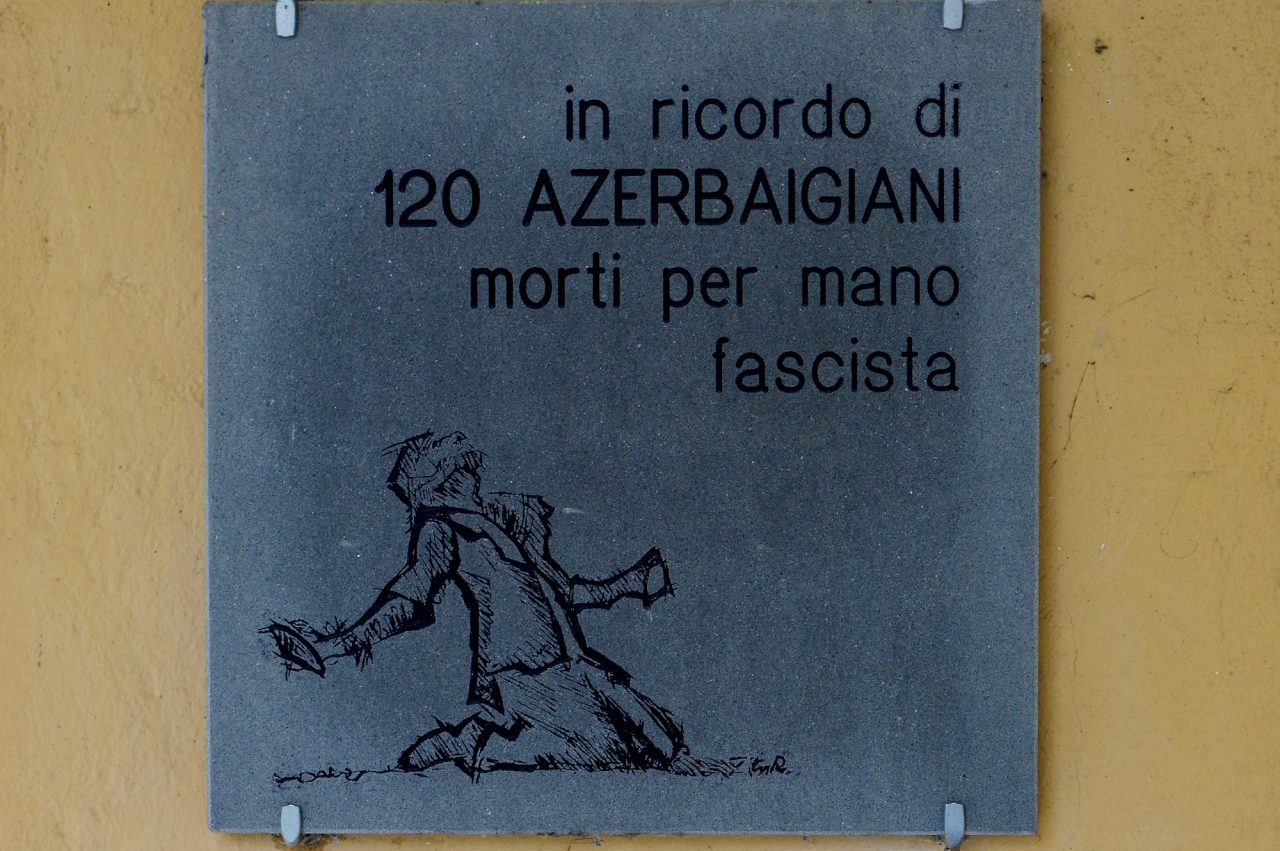 in ricordo di
120 AZERBAIGIANI
morti per mano
fascista